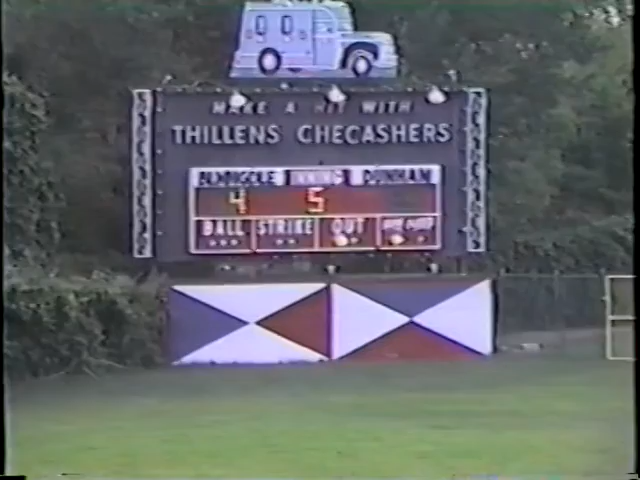 MAKE A HIT WITH
THILLENS CHECASHERS
INNING DUNHAM
4 5
BALL STRIKE OUT